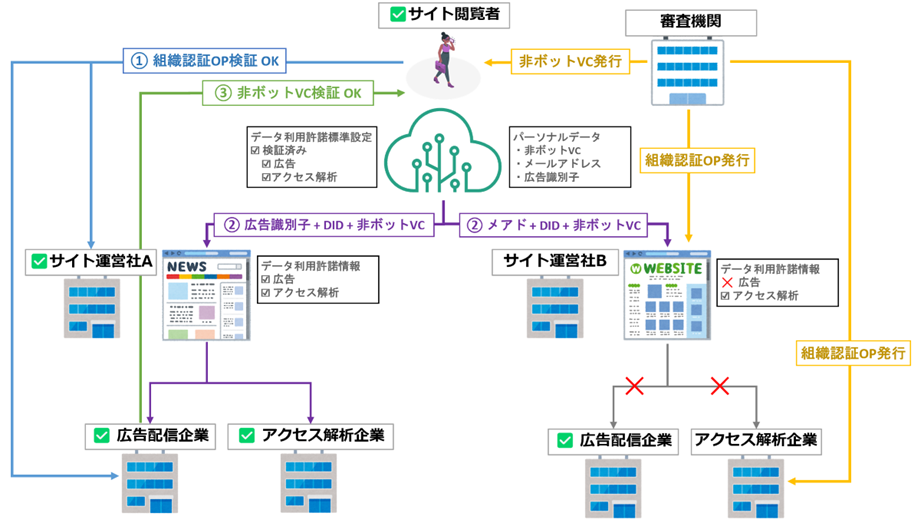 ✅サイト閲覧者
審査機関
① 組織認証OP検証 OK
非ボットVC発行
③ 非ボットVC検証 OK
データ利用許諾標準設定
☑ 検証済み
☑ 広告
☑アクセス解析
パーソナルデータ
・非ボットVC
・メールアドレス
・広告識別子
組織認証OP発行
② 広告識別子 + DID + 非ボットVC
② メアド + DID + 非ボットVC
✅サイト運営社A
NEWS
データ利用許諾情報
☑ 広告
☑ アクセス解析
サイト運営社B
W WEBSITE
データ利用許諾情報
❌ 広告
☑ アクセス解析
組織認証OP発行
✅ 広告配信企業
✅ アクセス解析企業
✅ 広告配信企業
アクセス解析企業